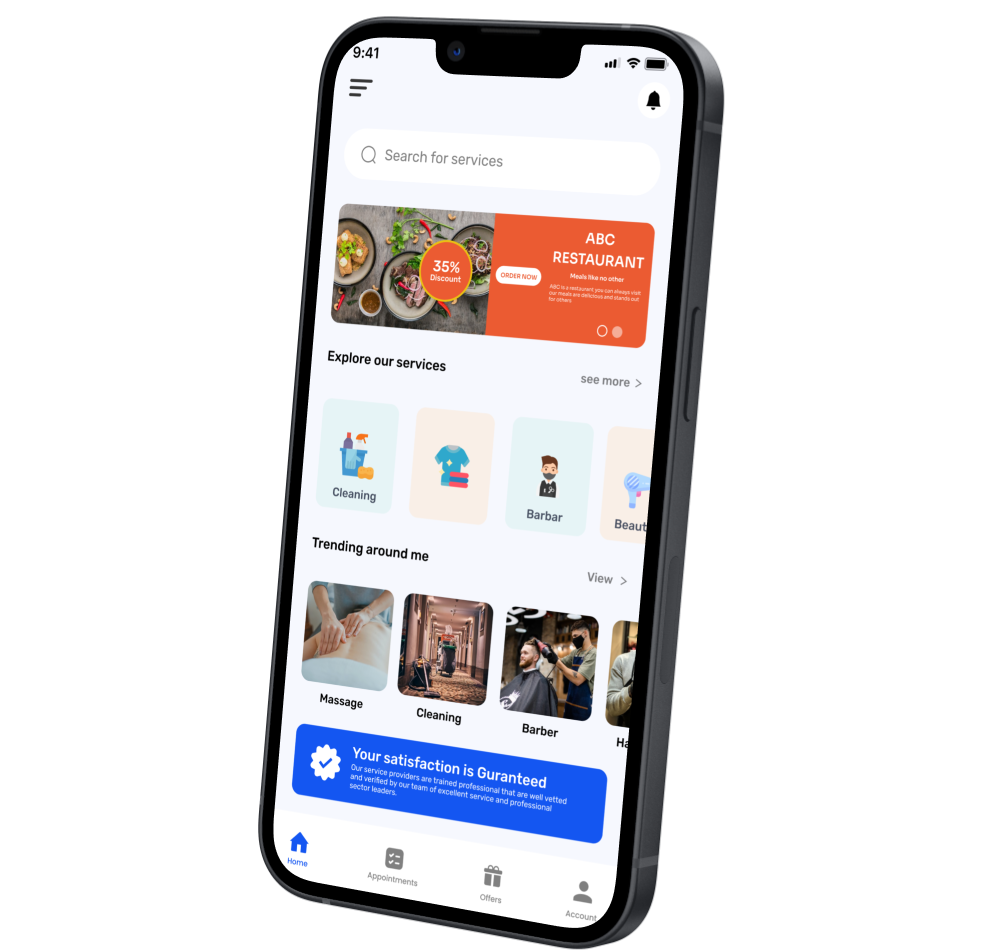 9:41
Search for services
35%
Discount
ORDER NOW
ABC
RESTAURANT
Meals like no other
ABC is a restaurant you can always visit
our meals are delicious and stands out
for others
Explore our services
see more >
Cleaning
Barbar
Beaut
Trending around me
View >
Massage
Cleaning
Barber
Ha
Your satisfaction is Guranteed
Our service providers are trained professional that are well vetted
and verified by our team of excellent service and professional
sector leaders.
Home
Appointments
Offers
Account